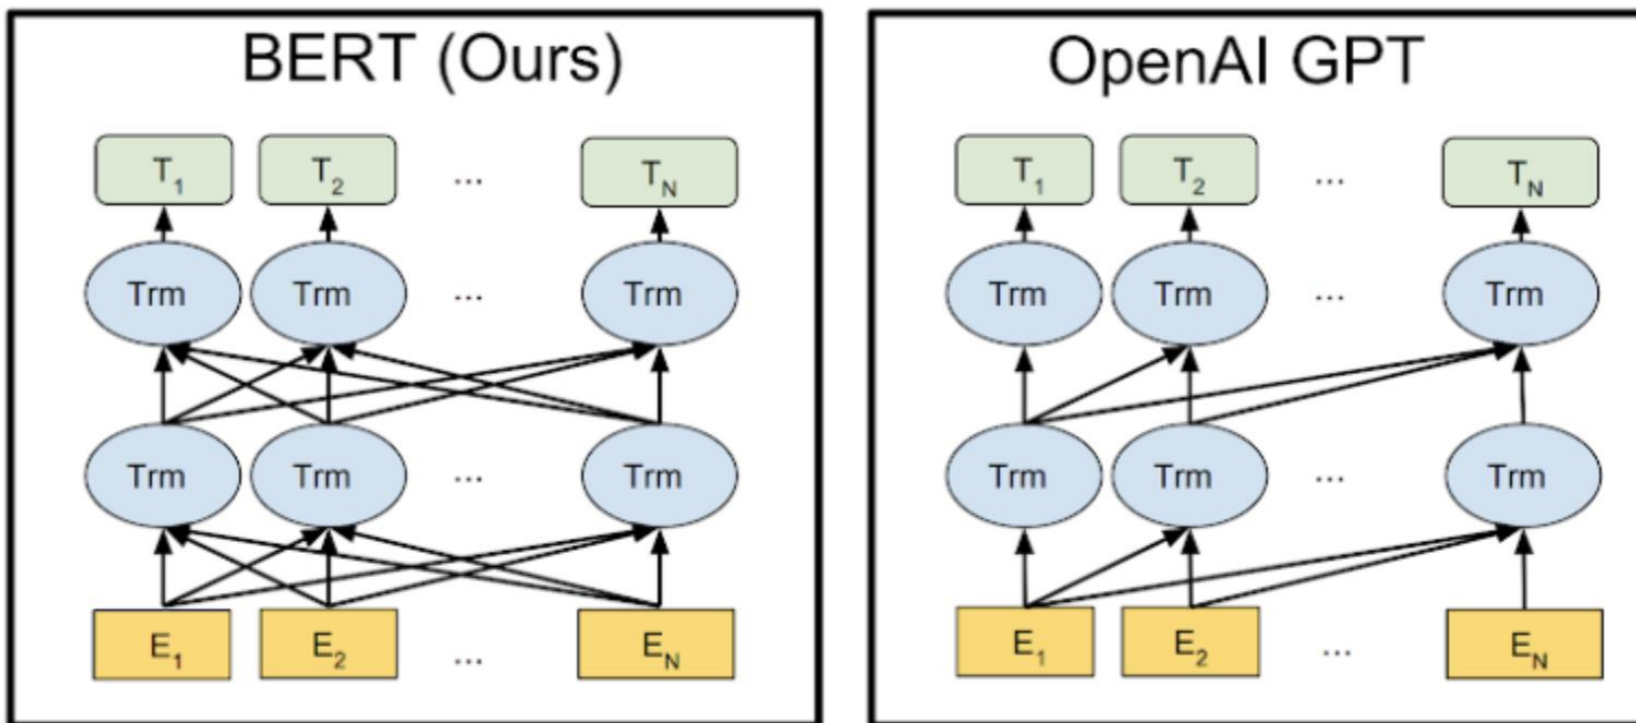 BERT (Ours)
T1 T2 ... TN
Trm Trm ... Trm
Trm Trm ... Trm
E1 E2 ... EN
OpenAI GPT
T1 T2 ... TN
Trm Trm ... Trm
Trm Trm ... Trm
E1 E2 ... EN